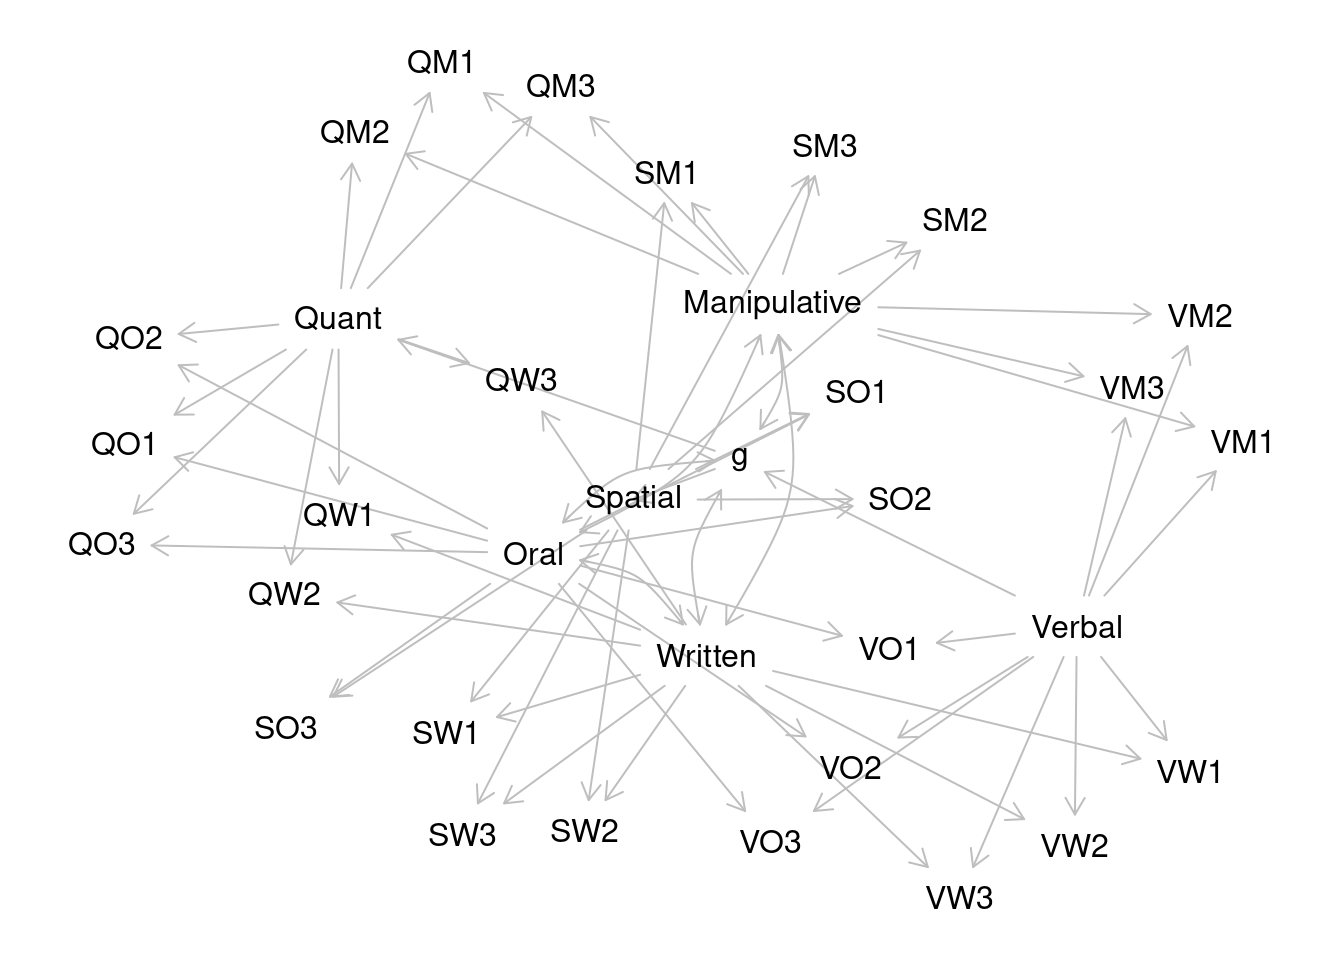 QM1
QM3
QM2
SM3
SM1
SM2
Manipulative
Quant
VM2
QO2
QW3
VM3
SO1
QO1
VM1
g
Spatial
SO2
QW1
QO3
Oral
QW2
Verbal
VO1
Written
SO3
SW1
VO2
VW1
SW3
SW2
VO3
VW2
VW3